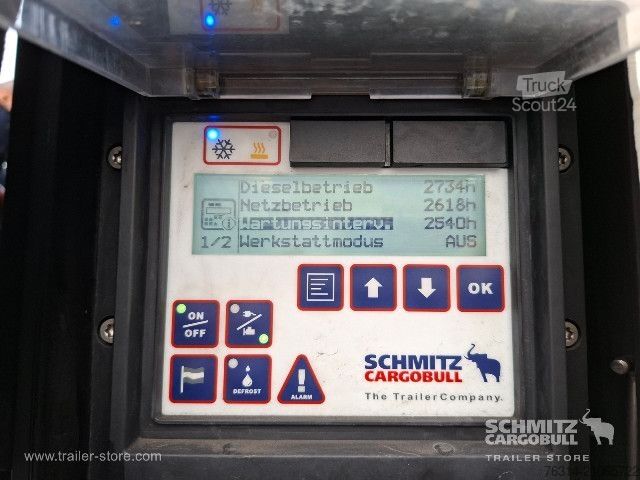 Truck
Scout24
Dieselbetrieb 2734h
Netzbetrieb 2618h
Wartungsinterv. 2540h
1/2 Werkstattmodus AUS
OK
ON
OFF
DEFROST
ALARM
SCHMITZ
CARGOBULL
The TrailerCompany.
SCHMITZ
CARGOBULL
TRAILER STORE
www.trailer-store.com